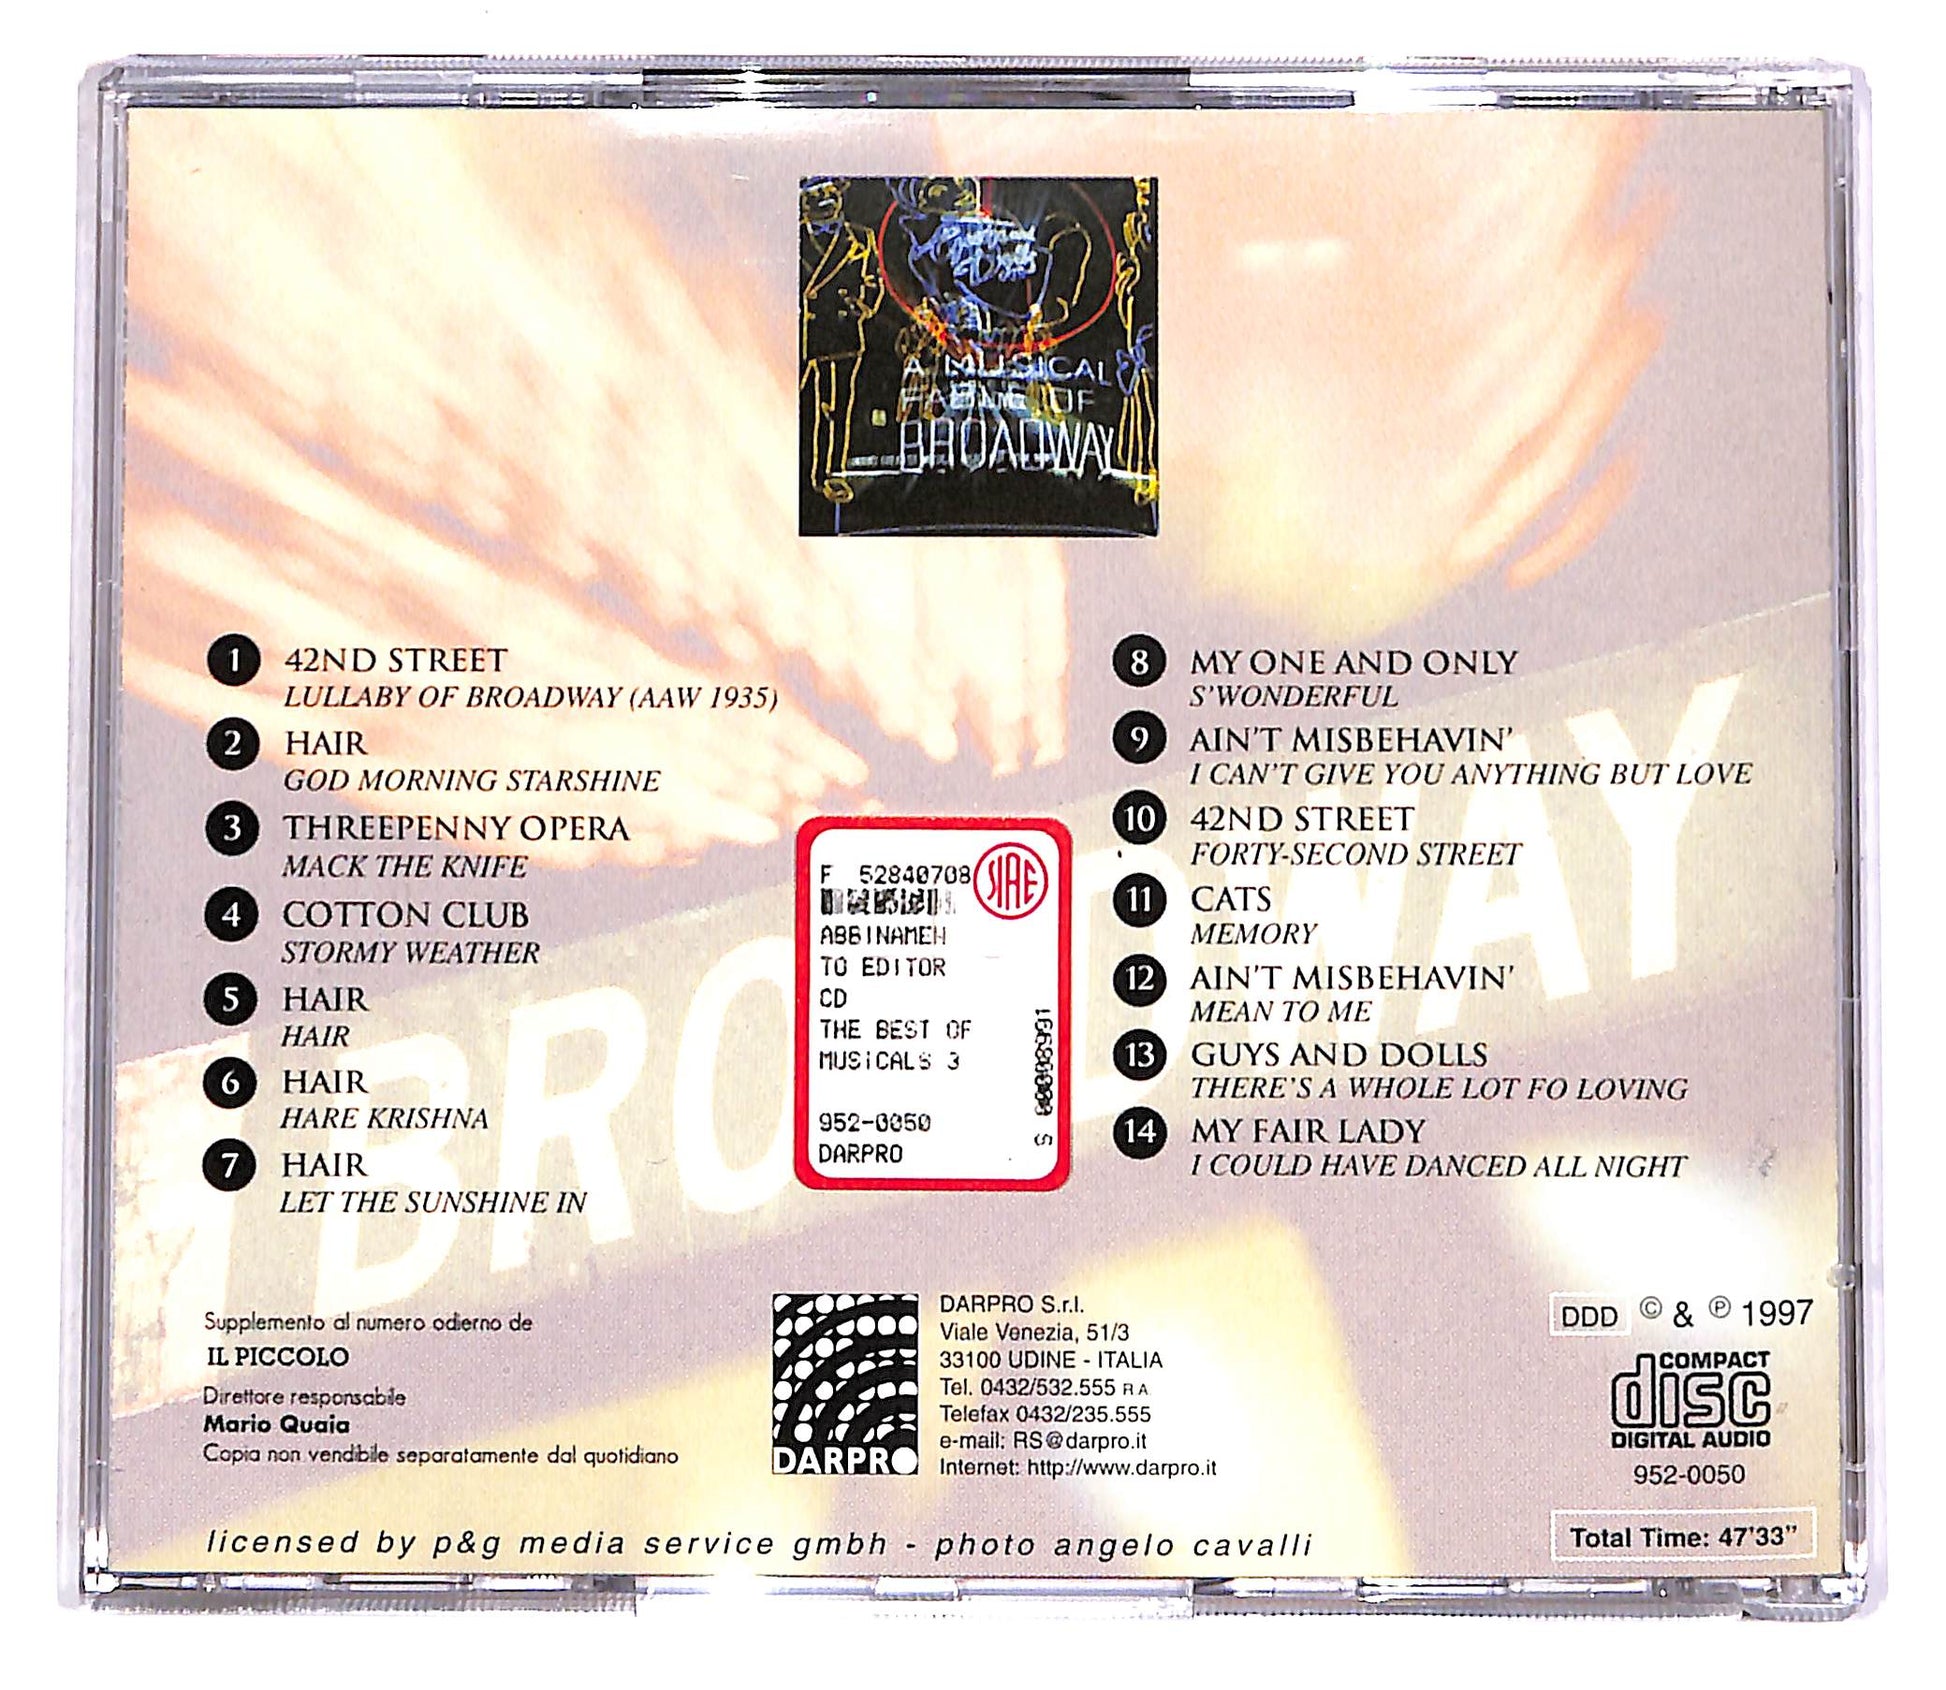 A MUSICAL
FABLE OF
BROADWAY
1 42ND STREET
LULLABY OF BROADWAY (AAW 1935)
2 HAIR
GOD MORNING STARSHINE
3 THREEPENNY OPERA
MACK THE KNIFE
4 COTTON CLUB
STORMY WEATHER
5 HAIR
HAIR
6 HAIR
HARE KRISHNA
7 HAIR
LET THE SUNSHINE IN
8 MY ONE AND ONLY
S'WONDERFUL
9 AIN'T MISBEHAVIN'
I CAN'T GIVE YOU ANYTHING BUT LOVE
10 42ND STREET
FORTY-SECOND STREET
11 CATS
MEMORY
12 AIN'T MISBEHAVIN'
MEAN TO ME
13 GUYS AND DOLLS
THERE'S A WHOLE LOT FO LOVING
14 MY FAIR LADY
I COULD HAVE DANCED ALL NIGHT
F 52840708
SIAE
ABBINAMEN
TO EDITOR
CD
THE BEST OF
MUSICALS 3
952-0050
DARPRO
BROADWAY
Supplemento al numero odierno de
IL PICCOLO
Direttore responsabile
Mario Quaia
Copia non vendibile separatamente dal quotidiano
DARPRO
DARPRO S.r.l.
Viale Venezia, 51/3
33100 UDINE - ITALIA
Tel. 0432/532.555 R A
Telefax 0432/235.555
e-mail: RS@darpro.it
Internet: http://www.darpro.it
DDD © & ℗ 1997
COMPACT
disc
DIGITAL AUDIO
952-0050
Total Time: 47'33"
licensed by p&g media service gmbh - photo angelo cavalli